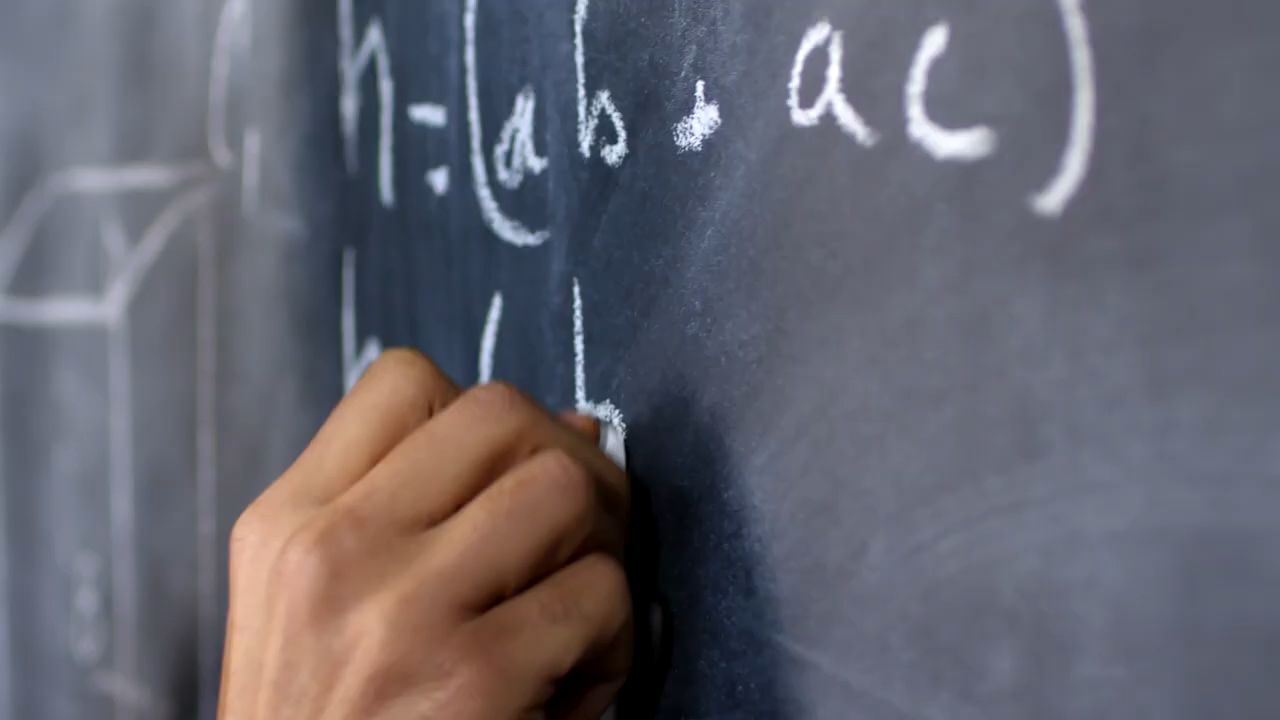 h = (ab, ac)
h ( b